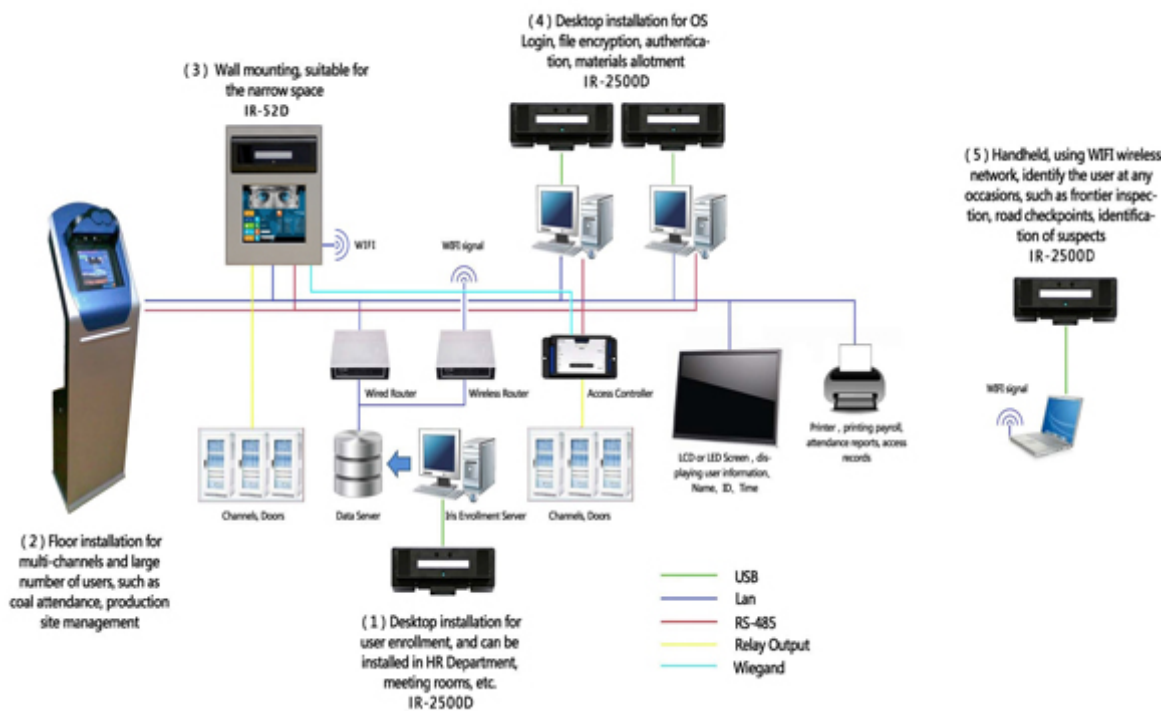 ( 4 ) Desktop installation for OS
Login, file encryption, authentica-
tion, materials allotment
IR-2500D
( 3 ) Wall mounting, suitable for
the narrow space
IR-52D
( 5 ) Handheld, using WIFI wireless
network, identify the user at any
occasions, such as frontier inspec-
tion, road checkpoints, identifica-
tion of suspects
IR-2500D
WIFI
WIFI signal
Wired Router
Wireless Router
Access Controller
WIFI signal
Printer , printing payroll,
attendance reports, access
records
LCD or LED Screen , dis-
playing user information,
Name、ID、Time
Channels, Doors
Data Server
Iris Enrollment Server
Channels, Doors
( 2 ) Floor installation for
multi-channels and large
number of users, such as
coal attendance, production
site management
( 1 ) Desktop installation for
user enrollment, and can be
installed in HR Department,
meeting rooms, etc.
IR-2500D
USB
Lan
RS-485
Relay Output
Wiegand